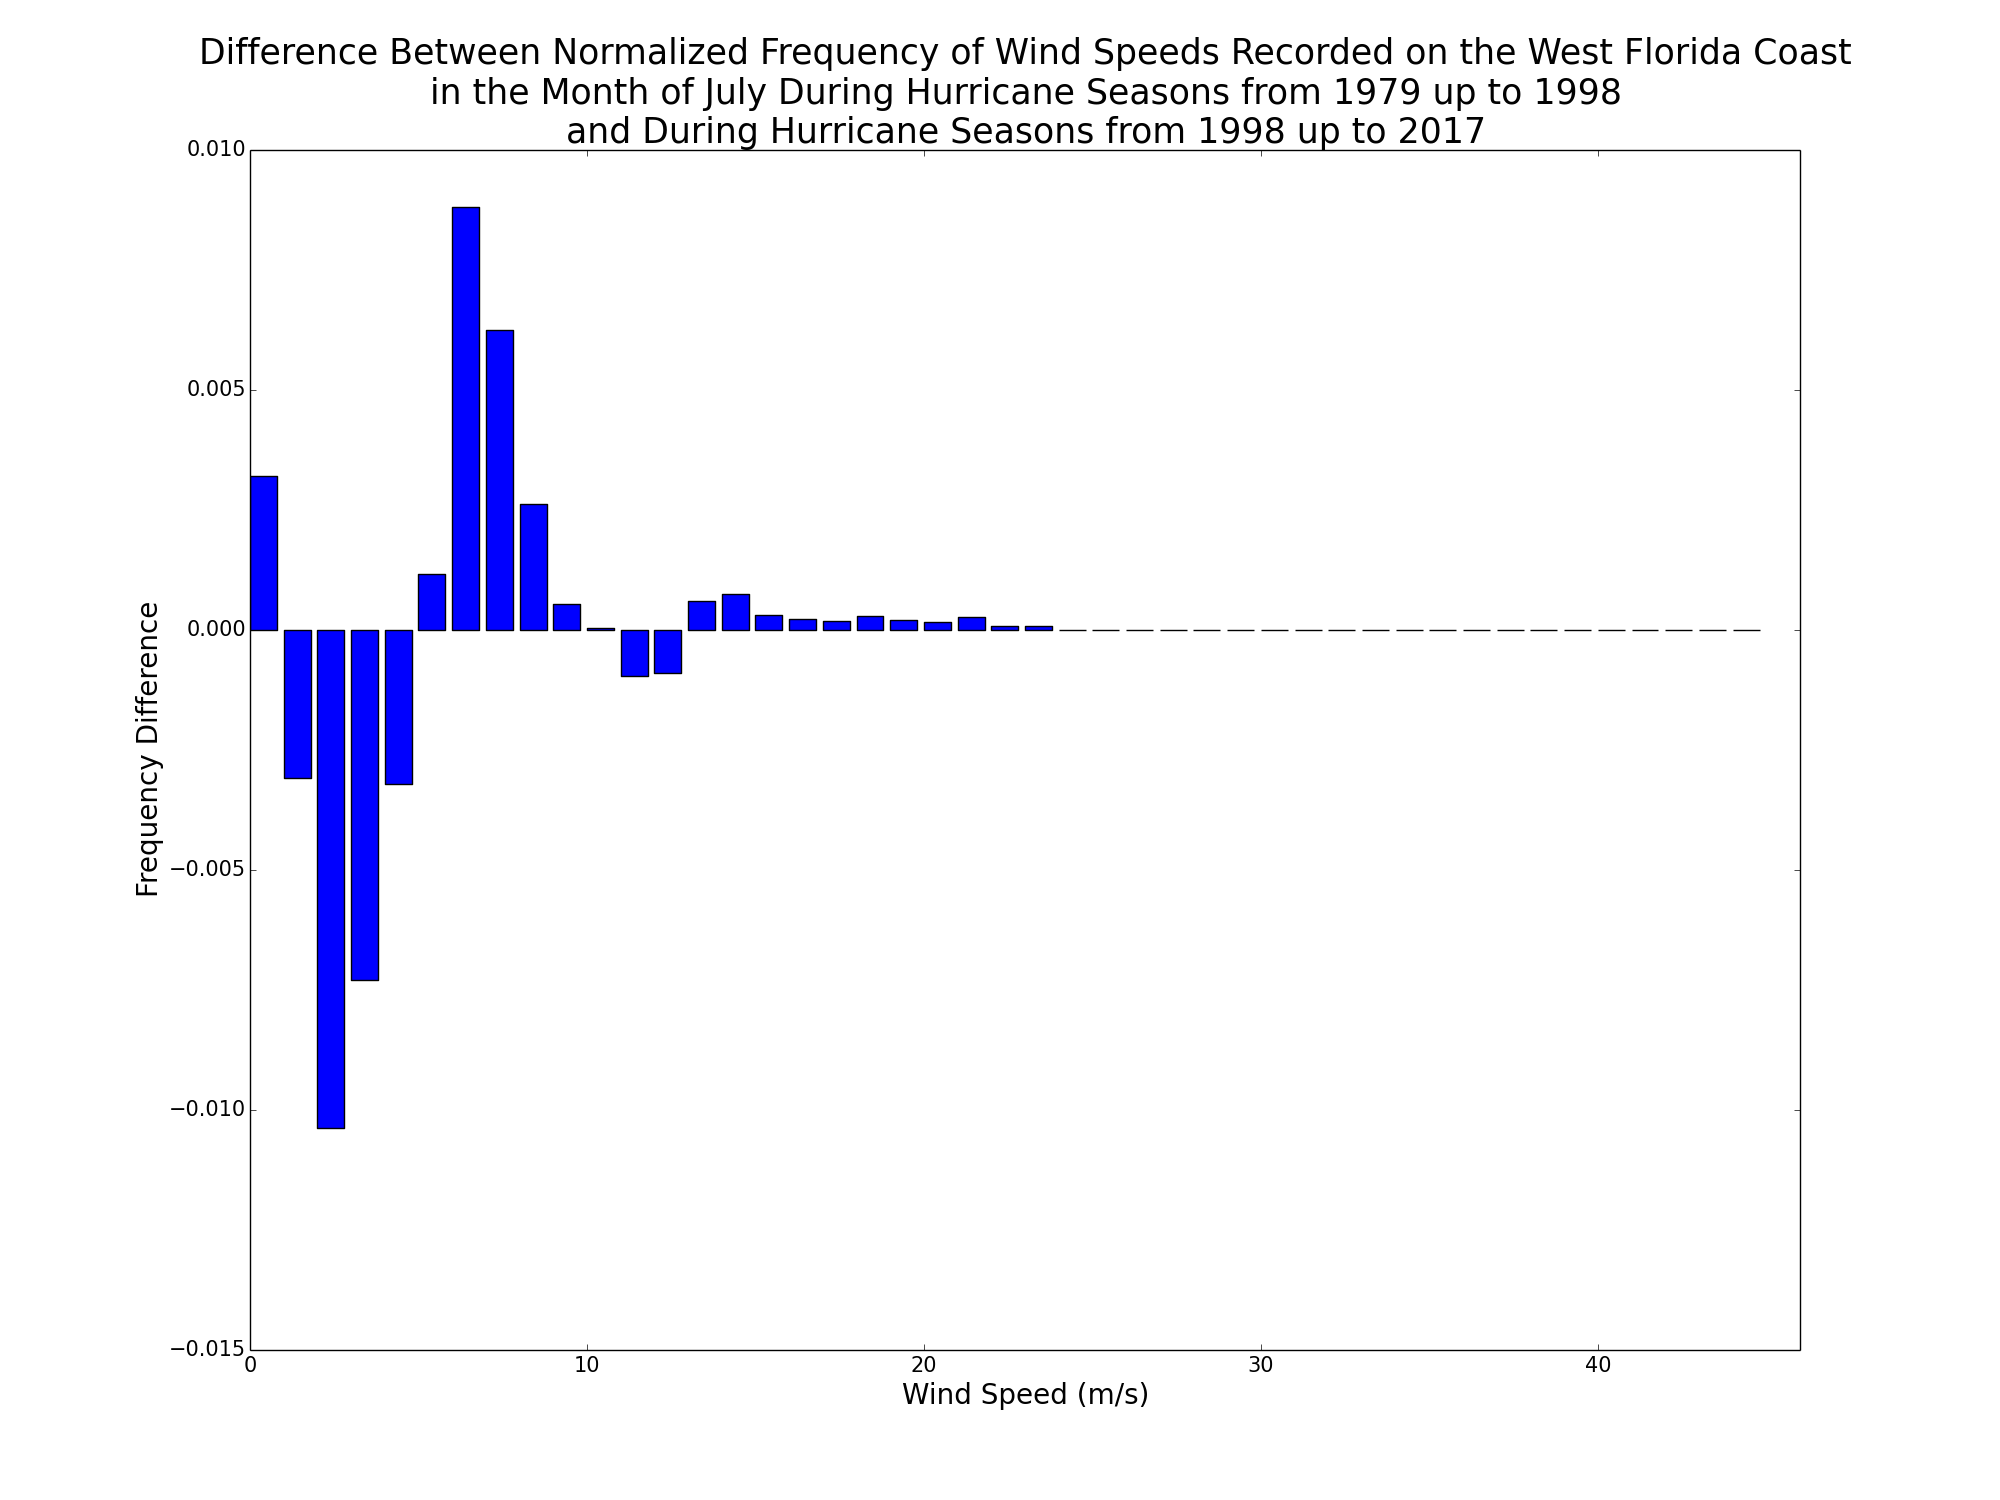 Difference Between Normalized Frequency of Wind Speeds Recorded on the West Florida Coast
in the Month of July During Hurricane Seasons from 1979 up to 1998
and During Hurricane Seasons from 1998 up to 2017
0.010
0.005
0.000
−0.005
−0.010
−0.015
Frequency Difference
0 10 20 30 40
Wind Speed (m/s)